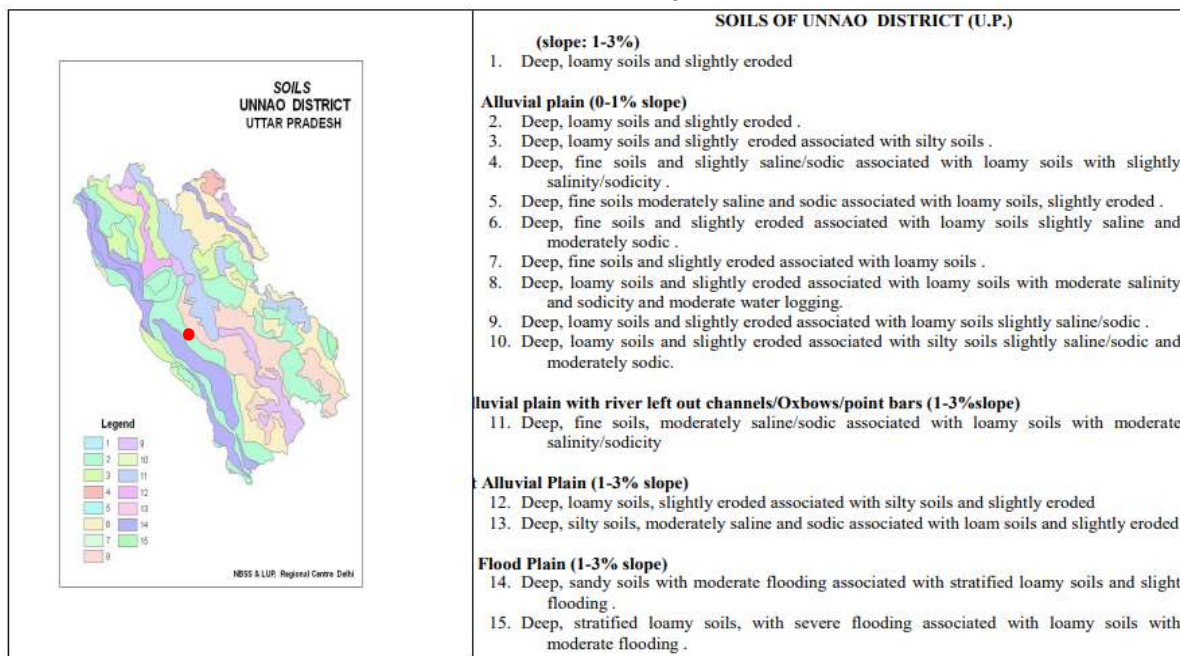 SOILS
UNNAO DISTRICT
UTTAR PRADESH
Legend
1
2
3
4
5
6
7
8
9
10
11
12
13
14
15
NBSS & LUP, Regional Centre Delhi
SOILS OF UNNAO DISTRICT (U.P.)
(slope: 1-3%)
1. Deep, loamy soils and slightly eroded
Alluvial plain (0-1% slope)
2. Deep, loamy soils and slightly eroded .
3. Deep, loamy soils and slightly eroded associated with silty soils .
4. Deep, fine soils and slightly saline/sodic associated with loamy soils with slightly
salinity/sodicity .
5. Deep, fine soils moderately saline and sodic associated with loamy soils, slightly eroded .
6. Deep, fine soils and slightly eroded associated with loamy soils slightly saline and
moderately sodic .
7. Deep, fine soils and slightly eroded associated with loamy soils .
8. Deep, loamy soils and slightly eroded associated with loamy soils with moderate salinity
and sodicity and moderate water logging.
9. Deep, loamy soils and slightly eroded associated with loamy soils slightly saline/sodic .
10. Deep, loamy soils and slightly eroded associated with silty soils slightly saline/sodic and
moderately sodic.
lluvial plain with river left out channels/Oxbows/point bars (1-3%slope)
11. Deep, fine soils, moderately saline/sodic associated with loamy soils with moderate
salinity/sodicity
t Alluvial Plain (1-3% slope)
12. Deep, loamy soils, slightly eroded associated with silty soils and slightly eroded
13. Deep, silty soils, moderately saline and sodic associated with loam soils and slightly eroded
Flood Plain (1-3% slope)
14. Deep, sandy soils with moderate flooding associated with stratified loamy soils and slight
flooding .
15. Deep, stratified loamy soils, with severe flooding associated with loamy soils with
moderate flooding .